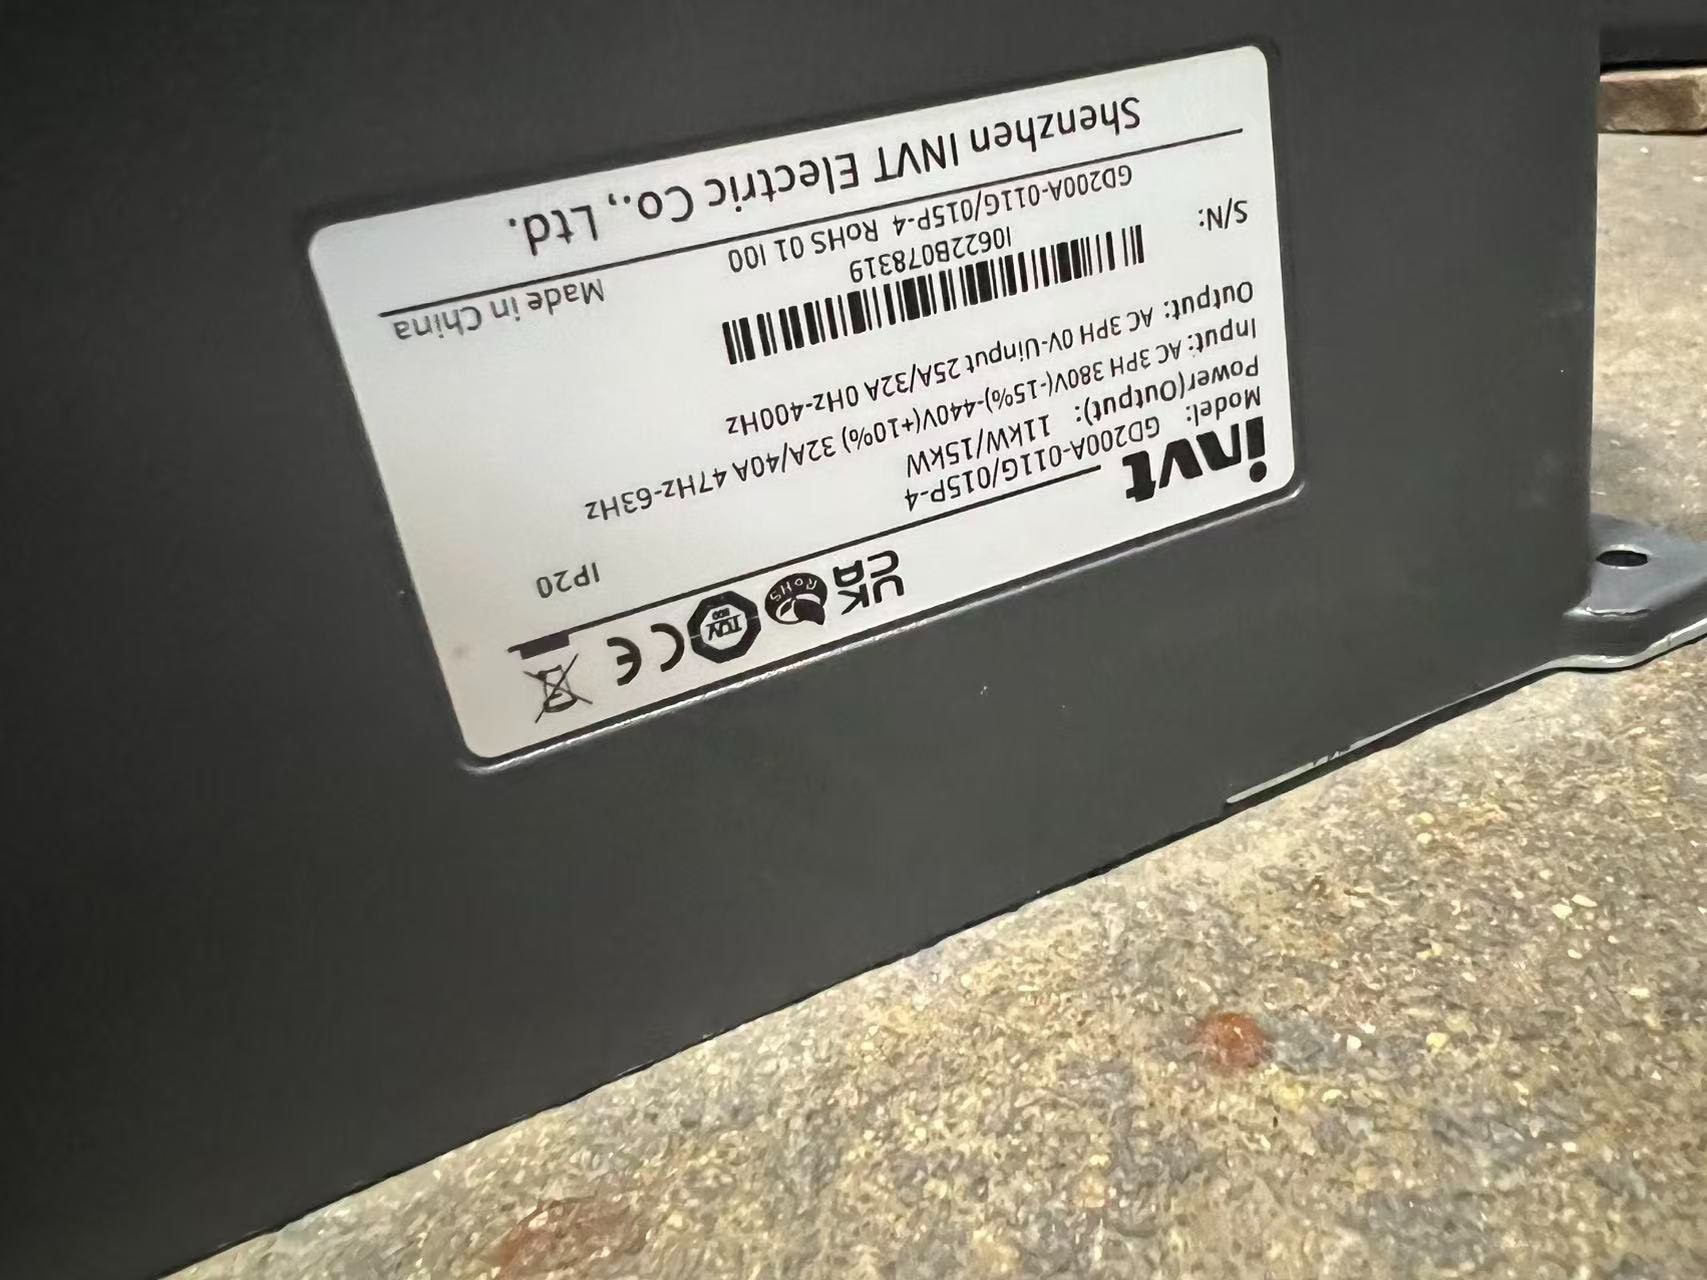 invt
UK
CA
RoHS
TÜV
CE
Model: GD200A-011G/015P-4
IP20
Power(Output): 11kW/15kW
Input: AC 3PH 380V(-15%)-440V(+10%) 32A/40A 47Hz-63Hz
Output: AC 3PH 0V-Uinput 25A/32A 0Hz-400Hz
S/N:
I0622B078319
GD200A-011G/015P-4 RoHS 01 I00
Made in China
Shenzhen INVT Electric Co., Ltd.